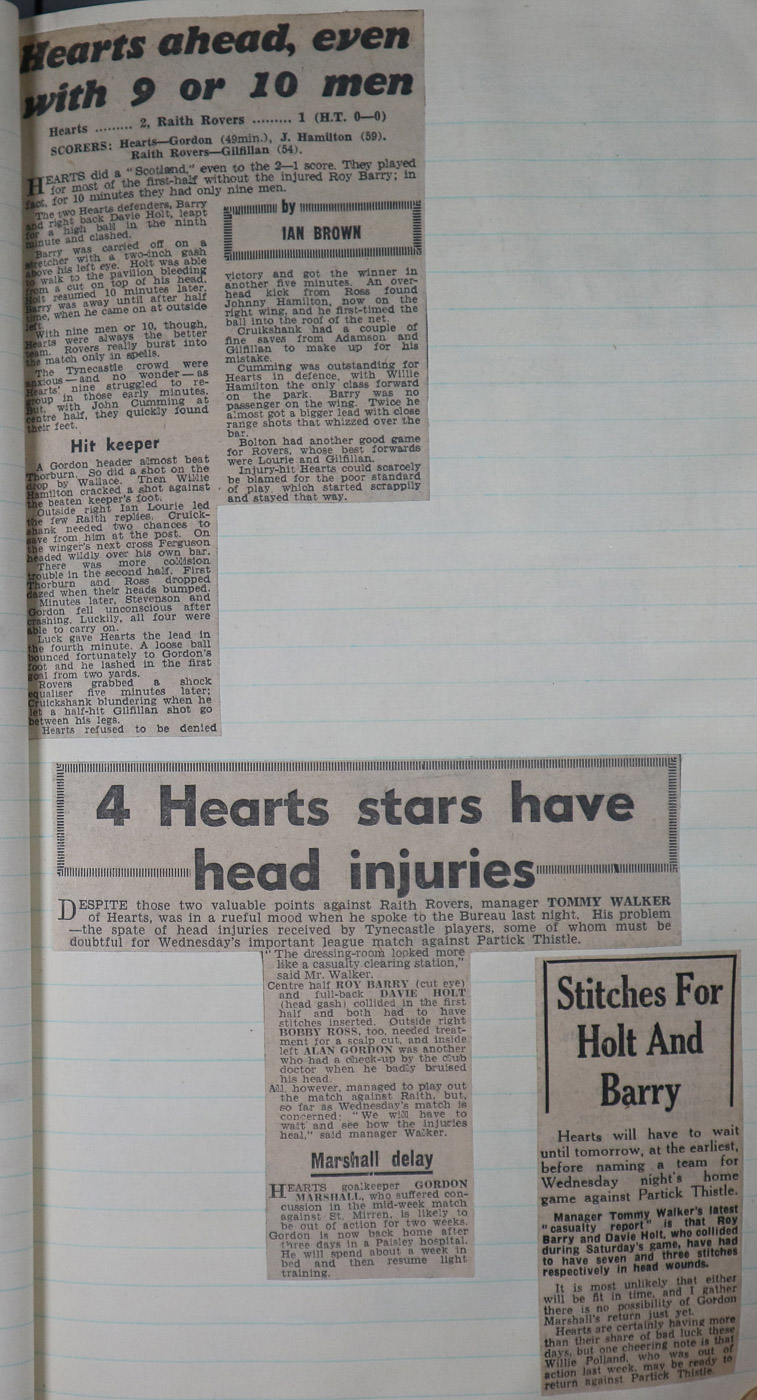 Hearts ahead, even
with 9 or 10 men
Hearts ......... 2, Raith Rovers ......... 1 (H.T. 0—0)
SCORERS: Hearts—Gordon (49min.), J. Hamilton (59).
Raith Rovers—Gilfillan (54).
HEARTS did a "Scotland," even to the 2—1 score. They played
for most of the first-half without the injured Roy Barry; in
fact, for 10 minutes they had only nine men.
The two Hearts defenders, Barry
and right back Davie Holt, leapt
for a high ball in the ninth
minute and clashed.
Barry was carried off on a
stretcher with a two-inch gash
above his left eye. Holt was able
to walk to the pavilion bleeding
from a cut on top of his head.
Holt resumed 10 minutes later.
Barry was away until after half
time, when he came on at outside
left.
With nine men or 10, though,
Hearts were always the better
team. Rovers really burst into
the match only in spells.
The Tynecastle crowd were
anxious—and no wonder—as
Hearts' nine struggled to re-
group in those early minutes.
But, with John Cumming at
centre half, they quickly found
their feet.
Hit keeper
A Gordon header almost beat
Thorburn. So did a shot on the
drop by Wallace. Then Willie
Hamilton cracked a shot against
the beaten keeper's foot.
Outside right Ian Lourie led
the few Raith replies. Cruick-
shank needed two chances to
save from him at the post. On
the winger's next cross Ferguson
headed wildly over his own bar.
There was more collision
trouble in the second half. First
Thorburn and Ross dropped
dazed when their heads bumped.
Minutes later, Stevenson and
Gordon fell unconscious after
crashing. Luckily, all four were
able to carry on.
Luck gave Hearts the lead in
the fourth minute. A loose ball
bounced fortunately to Gordon's
foot and he lashed in the first
goal from two yards.
Rovers grabbed a shock
equaliser five minutes later;
Cruickshank blundering when he
let a half-hit Gilfillan shot go
between his legs.
Hearts refused to be denied
by
IAN BROWN
victory and got the winner in
another five minutes. An over-
head kick from Ross found
Johnny Hamilton, now on the
right wing, and he first-timed the
ball into the roof of the net.
Cruikshank had a couple of
fine saves from Adamson and
Gilfillan to make up for his
mistake.
Cumming was outstanding for
Hearts in defence, with Willie
Hamilton the only class forward
on the park. Barry was no
passenger on the wing. Twice he
almost got a bigger lead with close
range shots that whizzed over the
bar.
Bolton had another good game
for Rovers, whose best forwards
were Lourie and Gilfillan.
Injury-hit Hearts could scarcely
be blamed for the poor standard
of play which started scrappily
and stayed that way.
4 Hearts stars have
head injuries
DESPITE those two valuable points against Raith Rovers, manager TOMMY WALKER
of Hearts, was in a rueful mood when he spoke to the Bureau last night. His problem
—the spate of head injuries received by Tynecastle players, some of whom must be
doubtful for Wednesday's important league match against Partick Thistle.
"The dressing-room looked more
like a casualty clearing station,"
said Mr. Walker.
Centre half ROY BARRY (cut eye)
and full-back DAVIE HOLT
(head gash) collided in the first
half and both had to have
stitches inserted. Outside right
BOBBY ROSS, too, needed treat-
ment for a scalp cut, and inside
left ALAN GORDON was another
who had a check-up by the club
doctor when he badly bruised
his head.
All, however, managed to play out
the match against Raith, but,
so far as Wednesday's match is
concerned: "We will have to
wait and see how the injuries
heal," said manager Walker.
Marshall delay
HEARTS goalkeeper GORDON
MARSHALL, who suffered con-
cussion in the mid-week match
against St. Mirren, is likely to
be out of action for two weeks.
Gordon is now back home after
three days in a Paisley hospital.
He will spend about a week in
bed and then resume light
training.
Stitches For
Holt And
Barry
Hearts will have to wait
until tomorrow, at the earliest,
before naming a team for
Wednesday night's home
game against Partick Thistle.
Manager Tommy Walker's latest
"casualty report" is that Roy
Barry and Davie Holt, who collided
during Saturday's game, have had
to have seven and three stitches
respectively in head wounds.
It is most unlikely that either
will be fit in time, and I gather
there is no possibility of Gordon
Marshall's return just yet.
Hearts are certainly having more
than their share of bad luck these
days, but one cheering note is that
Willie Polland, who was out of
action last week, may be ready to
return against Partick Thistle.